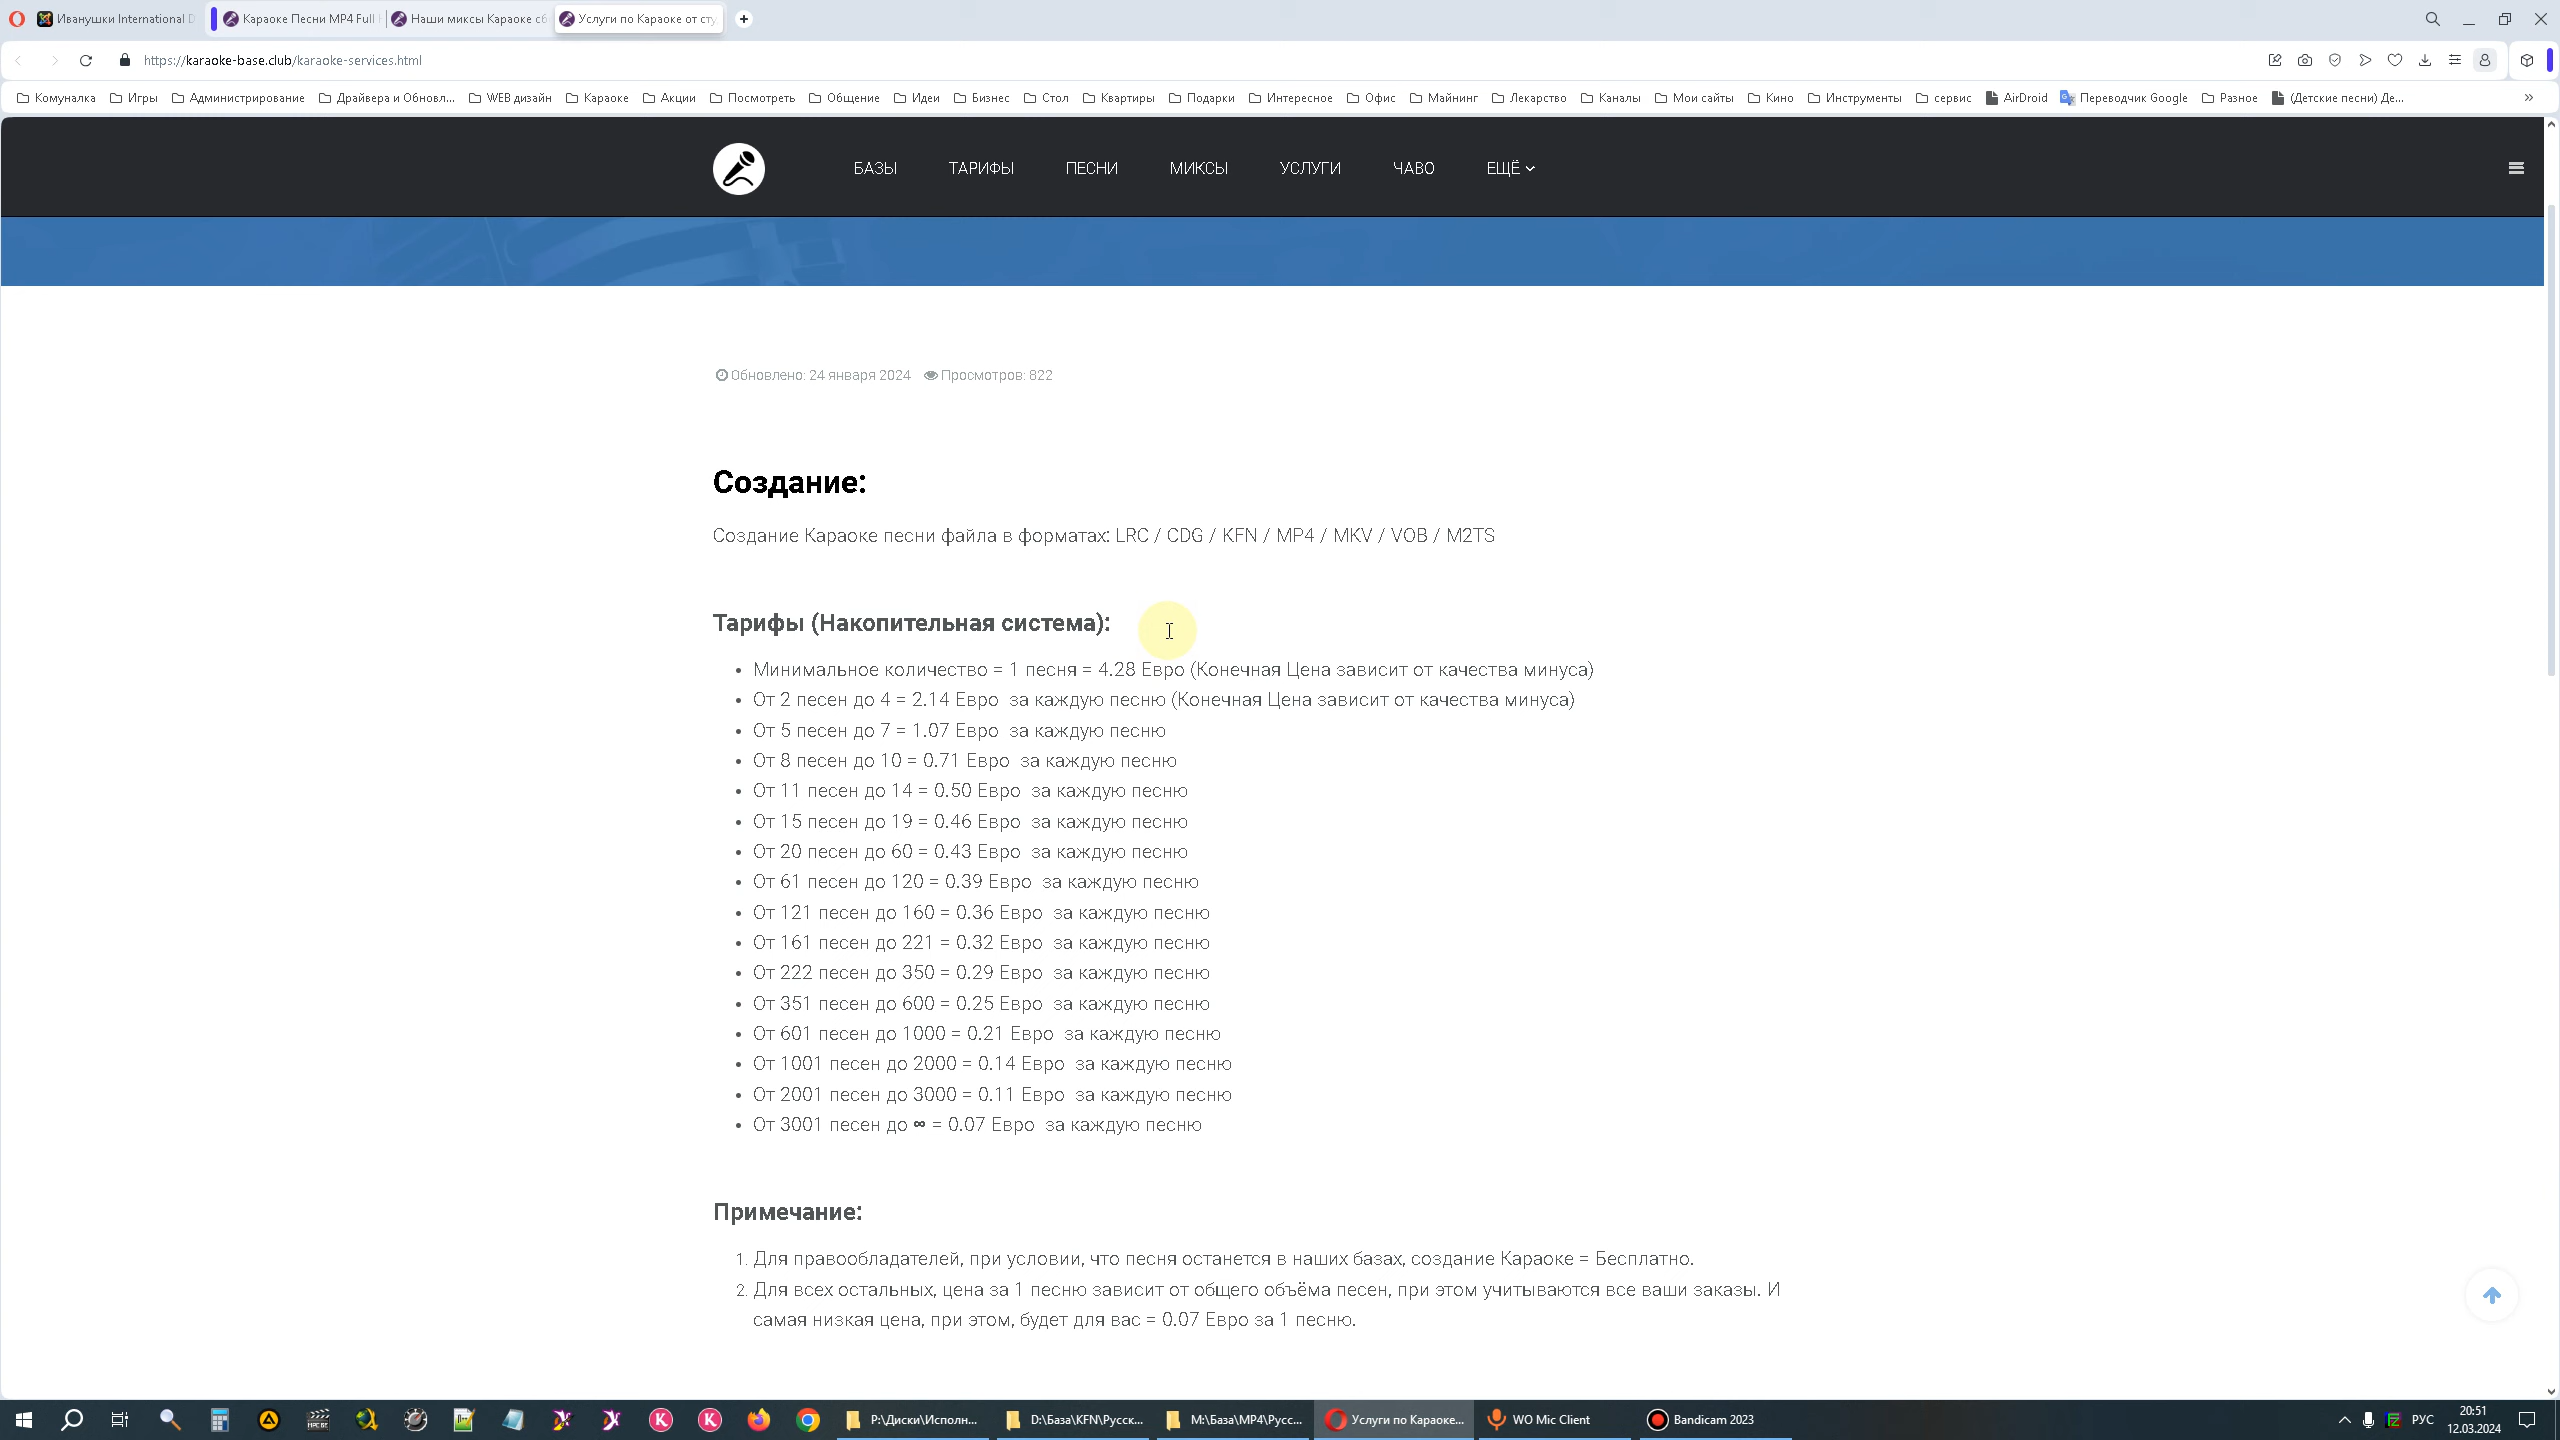 Иванушки International D
Караоке Песни MP4 Full
Наши миксы Караоке сб
Услуги по Караоке от сту
https://karaoke-base.club/karaoke-services.html
Комуналка Игры Администрирование Драйвера и Обновл... WEB дизайн Караоке Акции Посмотреть Общение Идеи Бизнес Стол Квартиры Подарки Интересное Офис Майнинг Лекарство Каналы Мои сайты Кино Инструменты сервис AirDroid Переводчик Google Разное (Детские песни) Де...
БАЗЫ ТАРИФЫ ПЕСНИ МИКСЫ УСЛУГИ ЧАВО ЕЩЁ
Обновлено: 24 января 2024 Просмотров: 822
Создание:
Создание Караоке песни файла в форматах: LRC / CDG / KFN / MP4 / MKV / VOB / M2TS
Тарифы (Накопительная система):
• Минимальное количество = 1 песня = 4.28 Евро (Конечная Цена зависит от качества минуса)
• От 2 песен до 4 = 2.14 Евро за каждую песню (Конечная Цена зависит от качества минуса)
• От 5 песен до 7 = 1.07 Евро за каждую песню
• От 8 песен до 10 = 0.71 Евро за каждую песню
• От 11 песен до 14 = 0.50 Евро за каждую песню
• От 15 песен до 19 = 0.46 Евро за каждую песню
• От 20 песен до 60 = 0.43 Евро за каждую песню
• От 61 песен до 120 = 0.39 Евро за каждую песню
• От 121 песен до 160 = 0.36 Евро за каждую песню
• От 161 песен до 221 = 0.32 Евро за каждую песню
• От 222 песен до 350 = 0.29 Евро за каждую песню
• От 351 песен до 600 = 0.25 Евро за каждую песню
• От 601 песен до 1000 = 0.21 Евро за каждую песню
• От 1001 песен до 2000 = 0.14 Евро за каждую песню
• От 2001 песен до 3000 = 0.11 Евро за каждую песню
• От 3001 песен до ∞ = 0.07 Евро за каждую песню
Примечание:
1. Для правообладателей, при условии, что песня останется в наших базах, создание Караоке = Бесплатно.
2. Для всех остальных, цена за 1 песню зависит от общего объёма песен, при этом учитываются все ваши заказы. И
самая низкая цена, при этом, будет для вас = 0.07 Евро за 1 песню.
P:\Диски\Исполн... D:\База\KFN\Русск... M:\База\MP4\Русс... Услуги по Караоке... WO Mic Client Bandicam 2023 РУС
20:51
12.03.2024